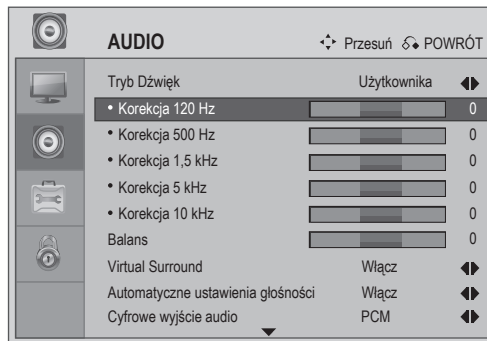 AUDIO Przesuń POWRÓT
Tryb Dźwięk Użytkownika
• Korekcja 120 Hz 0
• Korekcja 500 Hz 0
• Korekcja 1,5 kHz 0
• Korekcja 5 kHz 0
• Korekcja 10 kHz 0
Balans 0
Virtual Surround Włącz
Automatyczne ustawienia głośności Włącz
Cyfrowe wyjście audio PCM